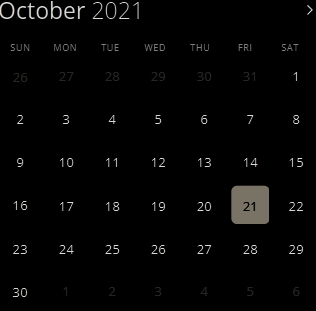 October 2021
SUN MON TUE WED THU FRI SAT
26 27 28 29 30 31 1
2 3 4 5 6 7 8
9 10 11 12 13 14 15
16 17 18 19 20 21 22
23 24 25 26 27 28 29
30 1 2 3 4 5 6